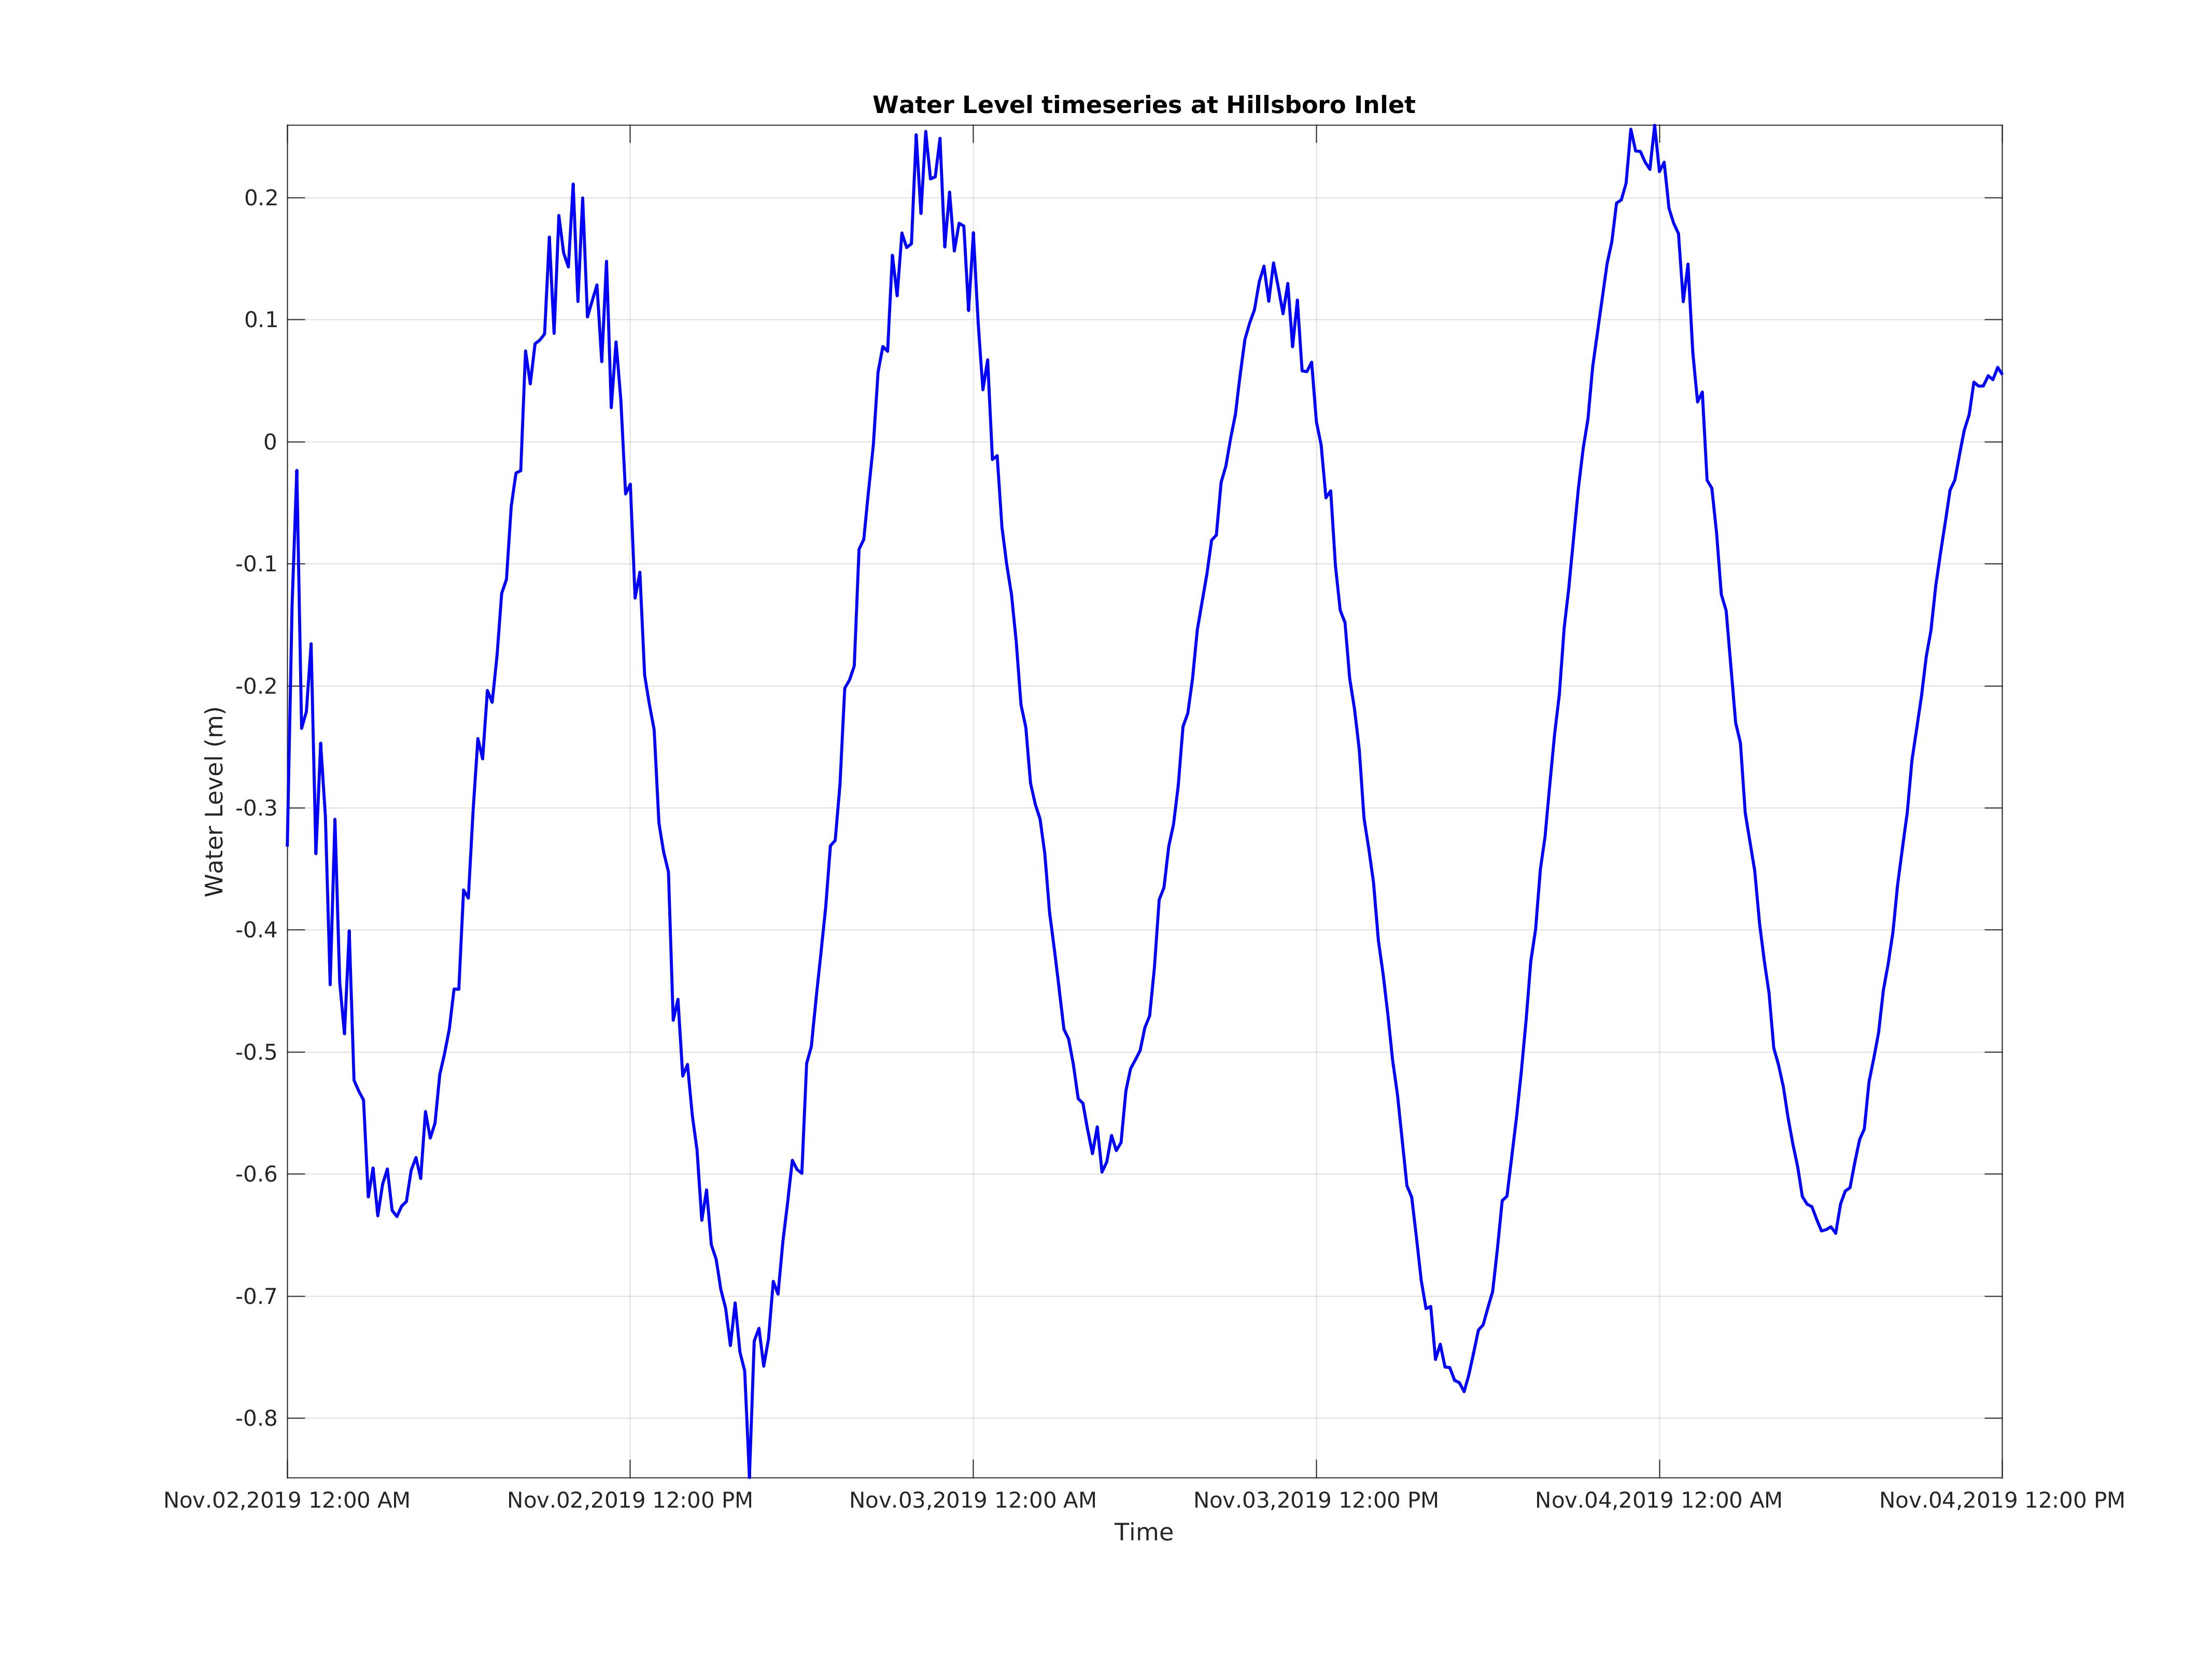 Water Level timeseries at Hillsboro Inlet
0.2
0.1
0
-0.1
-0.2
-0.3
-0.4
-0.5
-0.6
-0.7
-0.8
Water Level (m)
Nov.02,2019 12:00 AM
Nov.02,2019 12:00 PM
Nov.03,2019 12:00 AM
Nov.03,2019 12:00 PM
Nov.04,2019 12:00 AM
Nov.04,2019 12:00 PM
Time